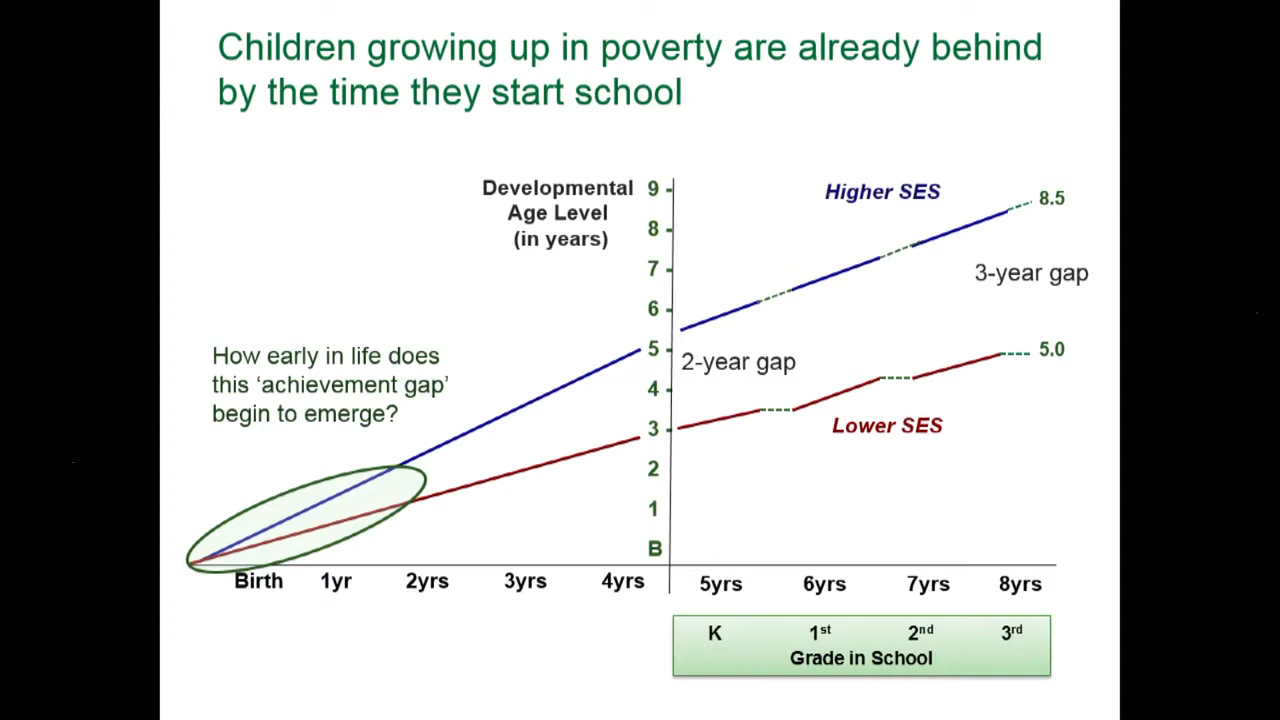 Children growing up in poverty are already behind
by the time they start school
Developmental
Age Level
(in years)
9
8
7
6
5
4
3
2
1
B
Higher SES
8.5
3-year gap
2-year gap
5.0
Lower SES
How early in life does
this ‘achievement gap’
begin to emerge?
Birth 1yr 2yrs 3yrs 4yrs 5yrs 6yrs 7yrs 8yrs
K 1st 2nd 3rd
Grade in School